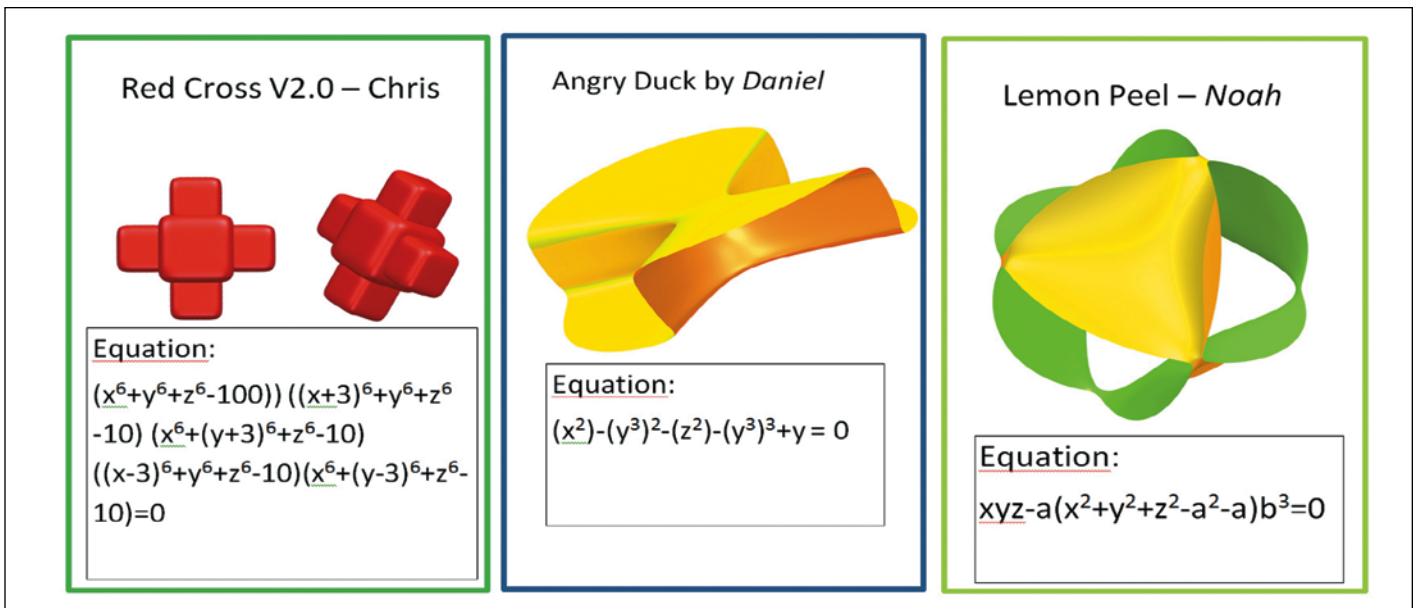 Red Cross V2.0 – Chris
Equation:
(x⁶+y⁶+z⁶-100)) ((x+3)⁶+y⁶+z⁶
-10) (x⁶+(y+3)⁶+z⁶-10)
((x-3)⁶+y⁶+z⁶-10)(x⁶+(y-3)⁶+z⁶-
10)=0
Angry Duck by Daniel
Equation:
(x²)-(y³)²-(z²)-(y³)³+y = 0
Lemon Peel – Noah
Equation:
xyz-a(x²+y²+z²-a²-a)b³=0